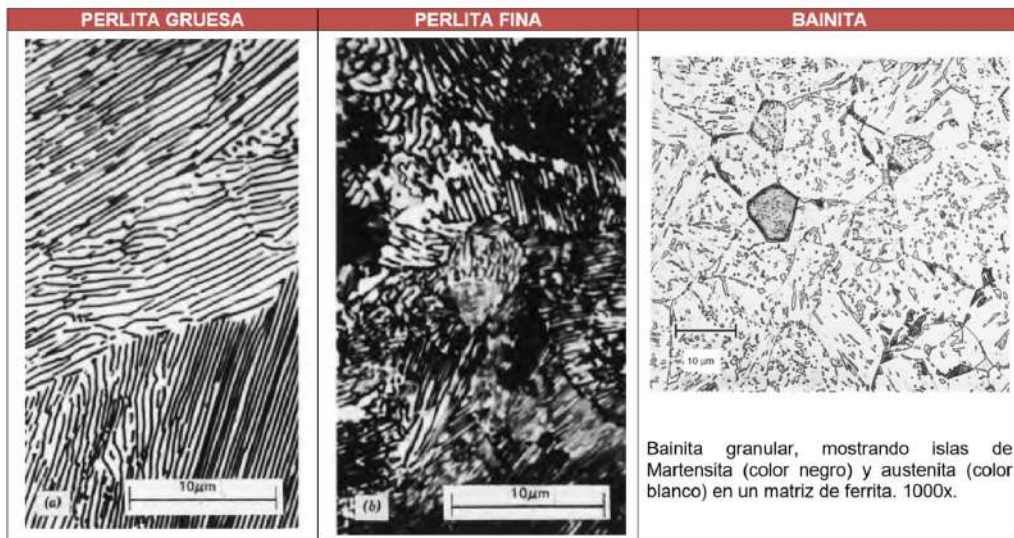 PERLITA GRUESA
PERLITA FINA
BAINITA
(a)
10µm
(b)
10µm
10 µm
Bainita granular, mostrando islas de
Martensita (color negro) y austenita (color
blanco) en un matriz de ferrita. 1000x.